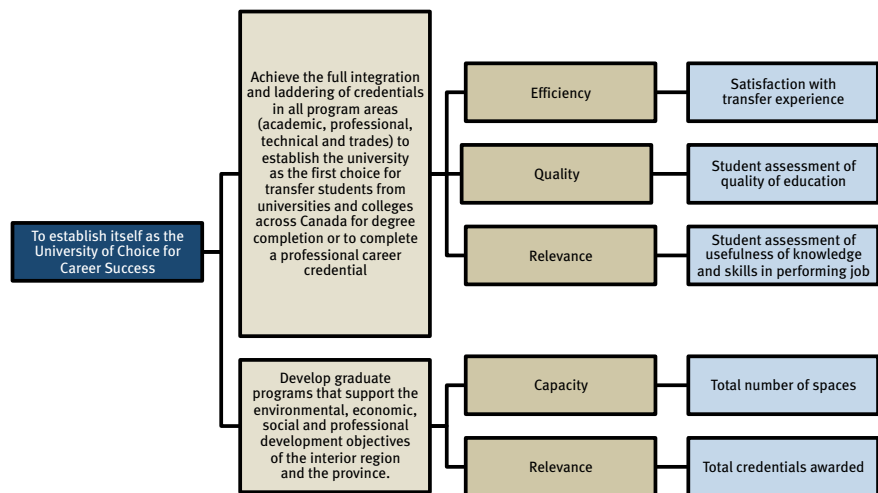 To establish itself as the
University of Choice for
Career Success
Achieve the full integration
and laddering of credentials
in all program areas
(academic, professional,
technical and trades) to
establish the university
as the first choice for
transfer students from
universities and colleges
across Canada for degree
completion or to complete
a professional career
credential
Efficiency
Satisfaction with
transfer experience
Quality
Student assessment of
quality of education
Relevance
Student assessment of
usefulness of knowledge
and skills in performing job
Develop graduate
programs that support the
environmental, economic,
social and professional
development objectives
of the interior region
and the province.
Capacity
Total number of spaces
Relevance
Total credentials awarded